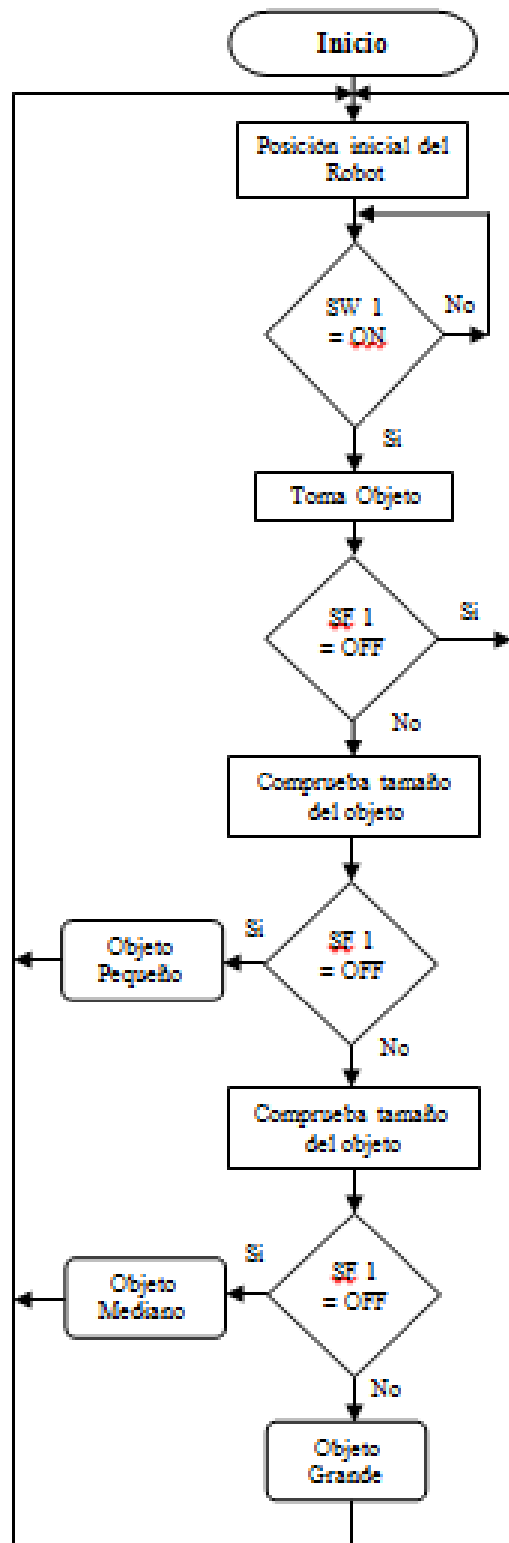 Inicio
Posición inicial del
Robot
SW 1
= ON
No
Si
Toma Objeto
SF 1
= OFF
Si
No
Comprueba tamaño
del objeto
SF 1
= OFF
Si
Objeto
Pequeño
No
Comprueba tamaño
del objeto
SF 1
= OFF
Si
Objeto
Mediano
No
Objeto
Grande